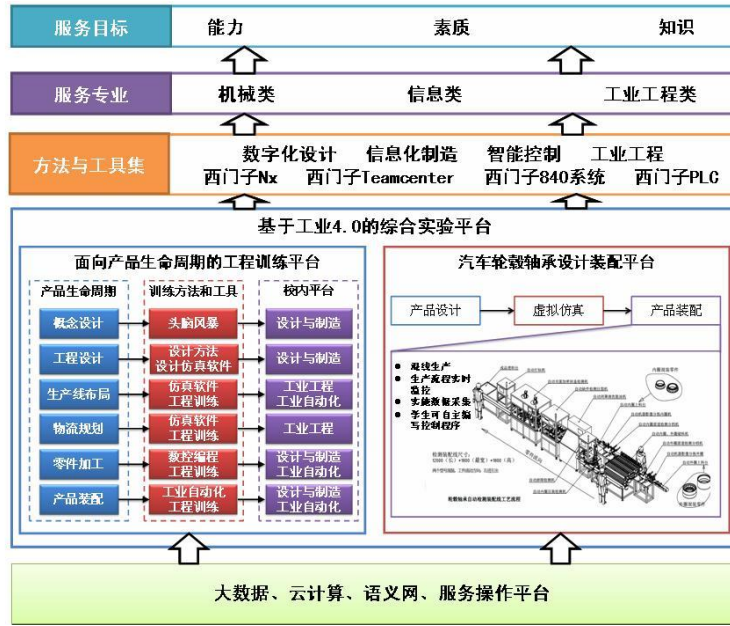 服务目标
能力 素质 知识
服务专业
机械类 信息类 工业工程类
方法与工具集
数字化设计 信息化制造 智能控制 工业工程
西门子Nx 西门子Teamcenter 西门子840系统 西门子PLC
基于工业4.0的综合实验平台
面向产品生命周期的工程训练平台
产品生命周期 训练方法和工具 校内平台
概念设计 头脑风暴 设计与制造
工程设计 设计方法 设计仿真软件 设计与制造
生产线布局 仿真软件 工程训练 工业工程 工业自动化
物流规划 仿真软件 工程训练 工业工程
零件加工 数控编程 工程训练 设计与制造 工业自动化
产品装配 工业自动化 工程训练 设计与制造 工业自动化
汽车轮毂轴承设计装配平台
产品设计 虚拟仿真 产品装配
生产流程实时
监控
实施数据采集
学生可自主编
写控制程序
轮毂轴承自动检测装配线工艺流程
大数据、云计算、语义网、服务操作平台